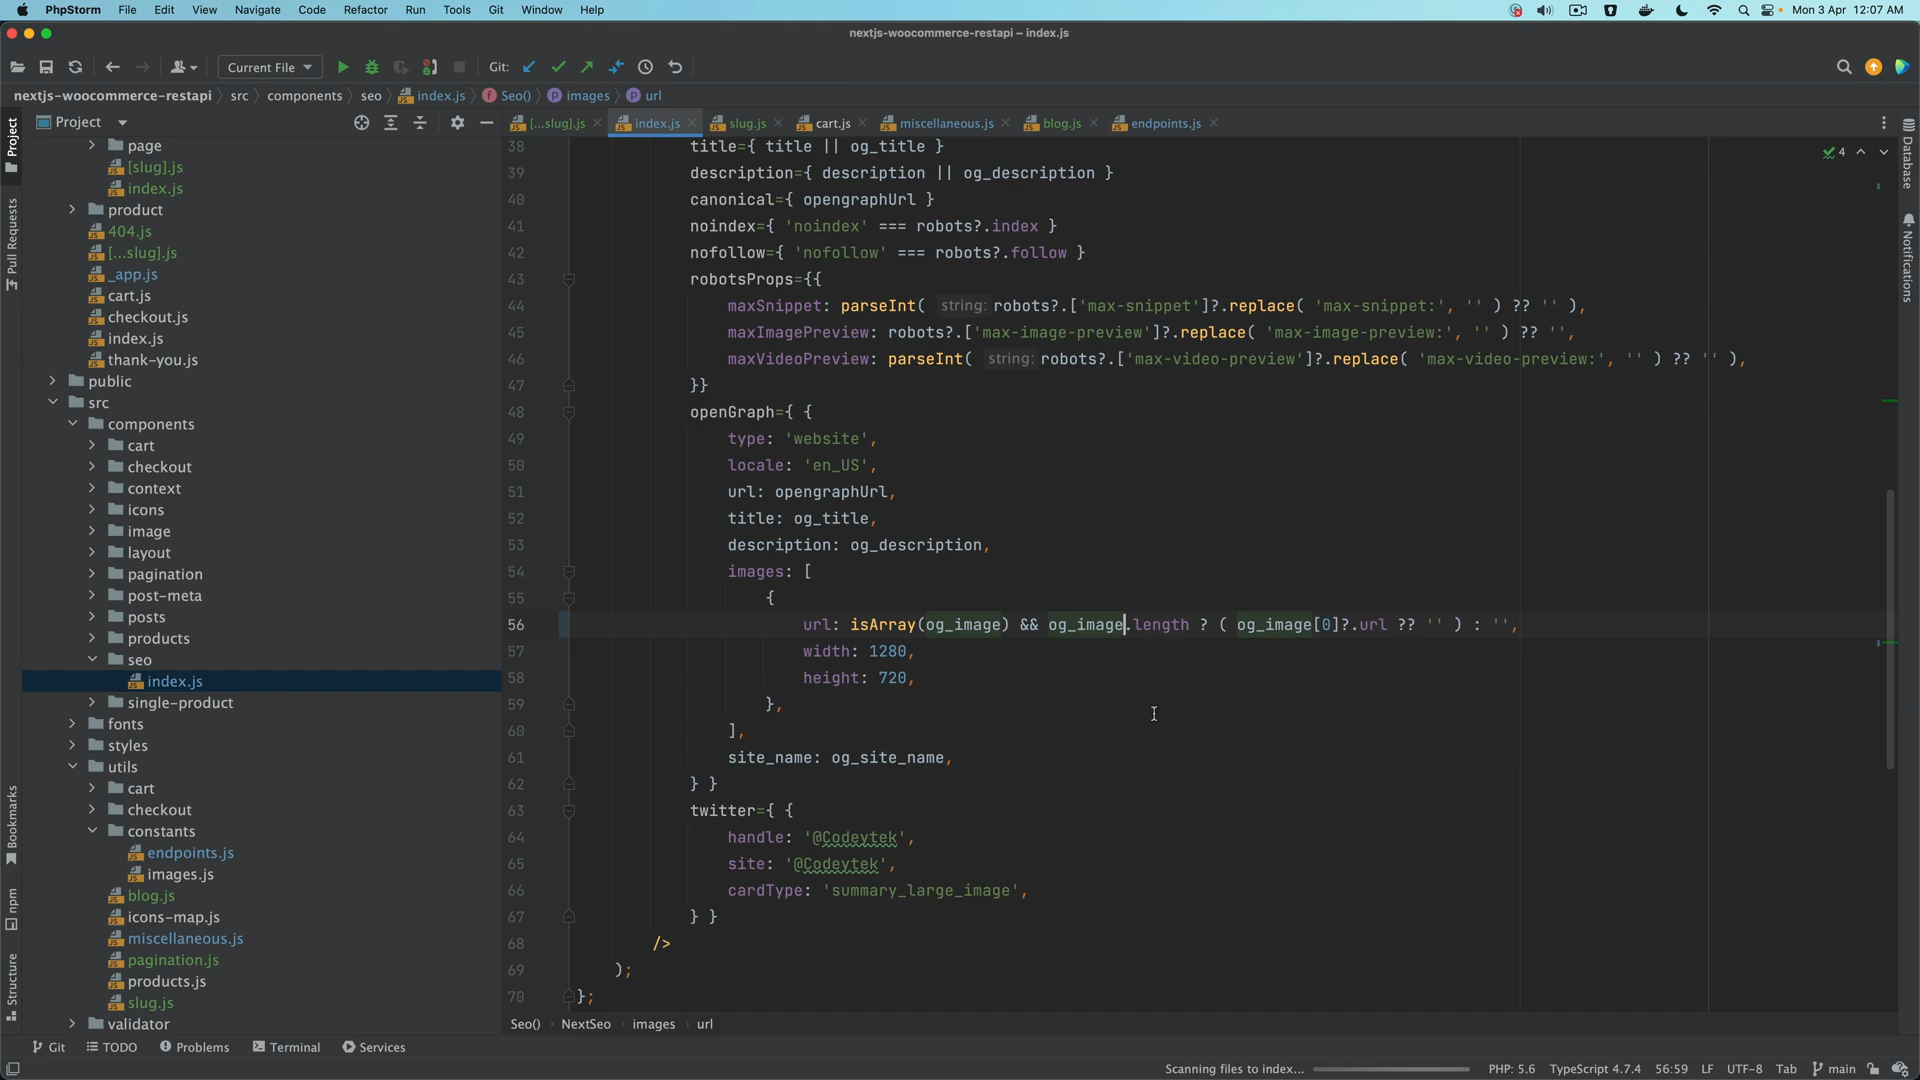 PhpStorm File Edit View Navigate Code Refactor Run Tools Git Window Help Mon 3 Apr 12:07 AM
nextjs-woocommerce-restapi – index.js
Current File Git:
nextjs-woocommerce-restapi src components seo index.js Seo() images url
Project
[...slug].js index.js slug.js cart.js miscellaneous.js blog.js endpoints.js
Project
Pull Requests
Bookmarks
npm
Structure
page
[slug].js
index.js
product
404.js
[...slug].js
_app.js
cart.js
checkout.js
index.js
thank-you.js
public
src
components
cart
checkout
context
icons
image
layout
pagination
post-meta
posts
products
seo
index.js
single-product
fonts
styles
utils
cart
checkout
constants
endpoints.js
images.js
blog.js
icons-map.js
miscellaneous.js
pagination.js
products.js
slug.js
validator
4
38 title={ title || og_title }
39 description={ description || og_description }
40 canonical={ opengraphUrl }
41 noindex={ 'noindex' === robots?.index }
42 nofollow={ 'nofollow' === robots?.follow }
43 robotsProps={{
44 maxSnippet: parseInt( string: robots?.['max-snippet']?.replace( 'max-snippet:', '' ) ?? '' ),
45 maxImagePreview: robots?.['max-image-preview']?.replace( 'max-image-preview:', '' ) ?? '',
46 maxVideoPreview: parseInt( string: robots?.['max-video-preview']?.replace( 'max-video-preview:', '' ) ?? '' ),
47 }}
48 openGraph={ {
49 type: 'website',
50 locale: 'en_US',
51 url: opengraphUrl,
52 title: og_title,
53 description: og_description,
54 images: [
55 {
56 url: isArray(og_image) && og_image.length ? ( og_image[0]?.url ?? '' ) : '',
57 width: 1280,
58 height: 720,
59 },
60 ],
61 site_name: og_site_name,
62 } }
63 twitter={ {
64 handle: '@Codeytek',
65 site: '@Codeytek',
66 cardType: 'summary_large_image',
67 } }
68 />
69 );
70 };
Database
Notifications
Seo() NextSeo images url
Git TODO Problems Terminal Services
Scanning files to index... PHP: 5.6 TypeScript 4.7.4 56:59 LF UTF-8 Tab main